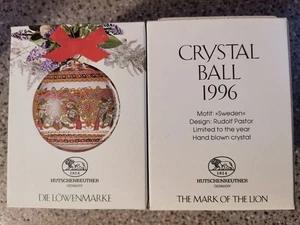 1814
HUTSCHENREUTHER
GERMANY
DIE LÖWENMARKE
CRYSTAL
BALL
1996
Motif: »Sweden«
Design: Rudolf Pastor
Limited to the year
Hand blown crystal
1814
HUTSCHENREUTHER
GERMANY
THE MARK OF THE LION